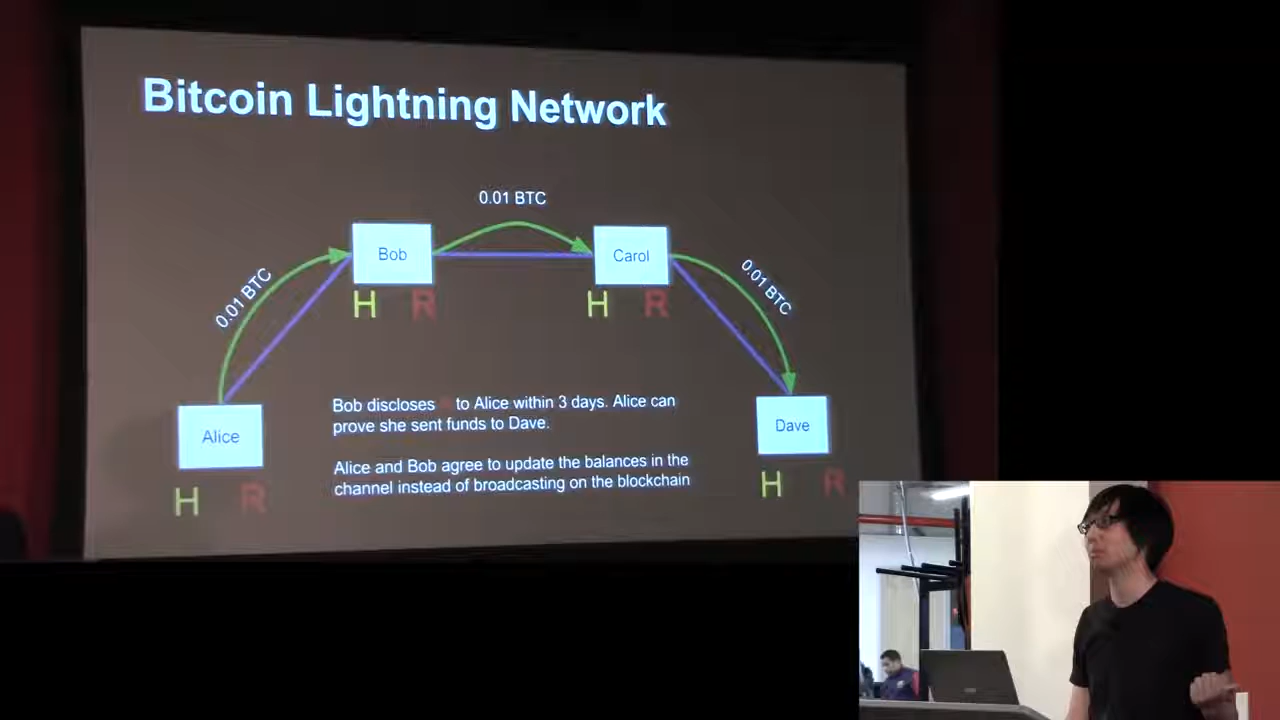 Bitcoin Lightning Network
0.01 BTC
Bob
Carol
0.01 BTC
0.01 BTC
H R
H R
Bob discloses R to Alice within 3 days. Alice can
prove she sent funds to Dave.
Alice
Dave
Alice and Bob agree to update the balances in the
channel instead of broadcasting on the blockchain
H R
H R